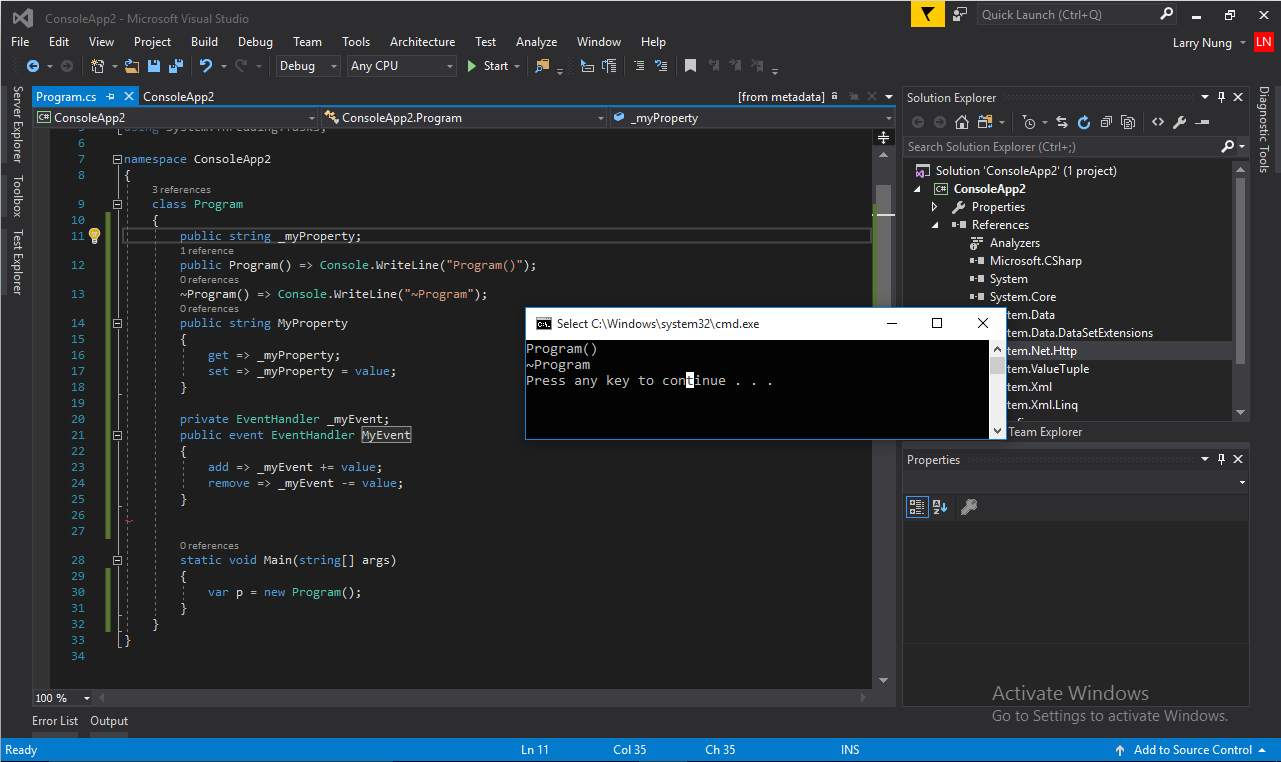 ConsoleApp2 - Microsoft Visual Studio
Quick Launch (Ctrl+Q)
File Edit View Project Build Debug Team Tools Architecture Test Analyze Window Help
Larry Nung LN
Debug Any CPU Start
Server Explorer
Toolbox
Test Explorer
Program.cs ConsoleApp2 [from metadata]
C# ConsoleApp2 ConsoleApp2.Program _myProperty
6
7 namespace ConsoleApp2
8 {
3 references
9 class Program
10 {
11 public string _myProperty;
1 reference
12 public Program() => Console.WriteLine("Program()");
0 references
13 ~Program() => Console.WriteLine("~Program");
0 references
14 public string MyProperty
15 {
16 get => _myProperty;
17 set => _myProperty = value;
18 }
19
20 private EventHandler _myEvent;
21 public event EventHandler MyEvent
22 {
23 add => _myEvent += value;
24 remove => _myEvent -= value;
25 }
26
27
0 references
28 static void Main(string[] args)
29 {
30 var p = new Program();
31 }
32 }
33 }
34
100 %
Select C:\Windows\system32\cmd.exe
Program()
~Program
Press any key to continue . . .
Solution Explorer
Search Solution Explorer (Ctrl+;)
Solution 'ConsoleApp2' (1 project)
C# ConsoleApp2
Properties
References
Analyzers
Microsoft.CSharp
System
System.Core
tem.Data
tem.Data.DataSetExtensions
tem.Net.Http
tem.ValueTuple
tem.Xml
tem.Xml.Linq
Team Explorer
Properties
Diagnostic Tools
Activate Windows
Go to Settings to activate Windows.
Error List Output
Ready Ln 11 Col 35 Ch 35 INS Add to Source Control